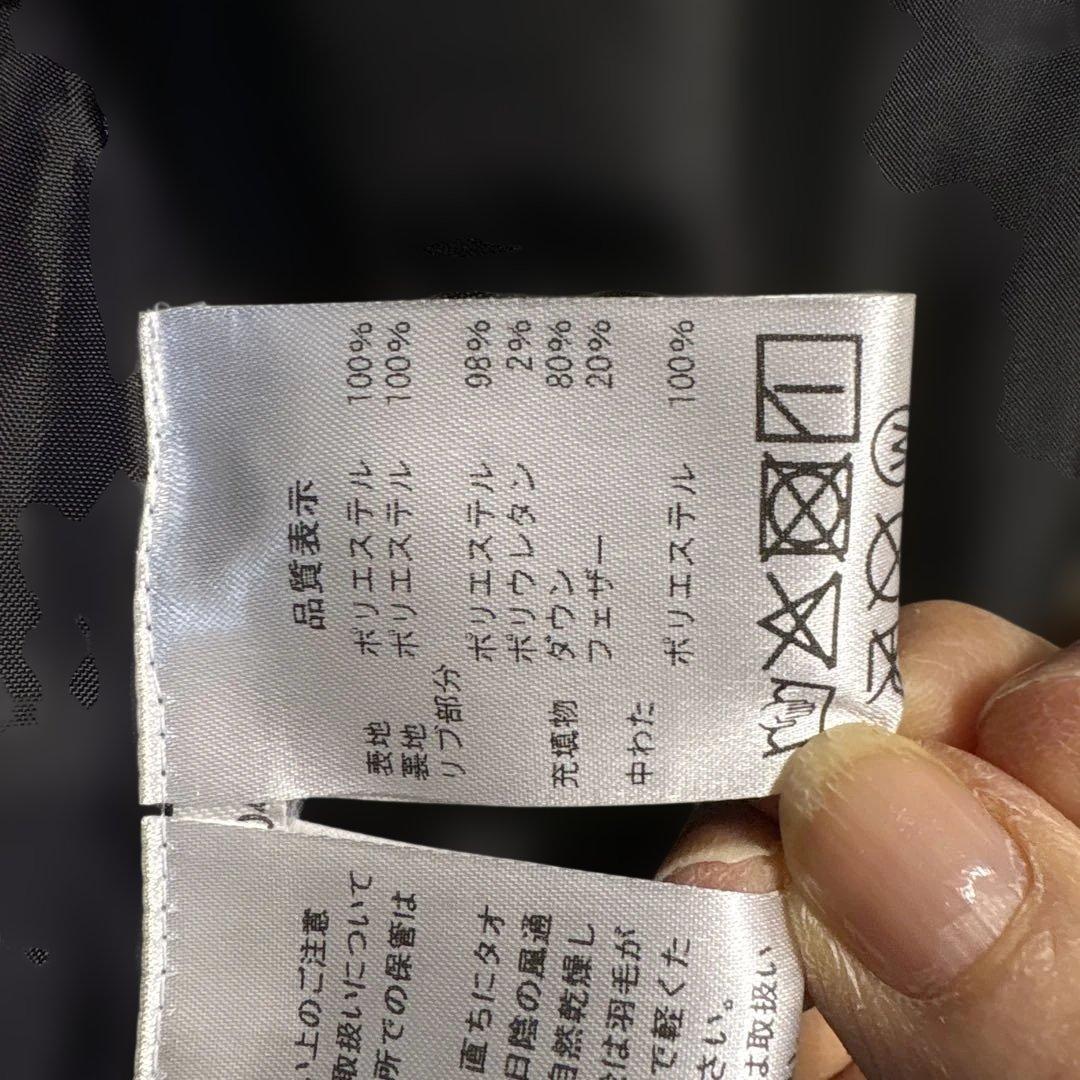 品質表示
表地 ポリエステル 100%
裏地 ポリエステル 100%
リブ部分
ポリエステル 98%
ポリウレタン 2%
充填物 ダウン 80%
フェザー 20%
中わた
ポリエステル 100%
W
い上のご注意
取扱いについて
所での保管は
直ちにタオ
日陰の風通
自然乾燥し
は羽毛が
で軽くた
さい。
は取扱い